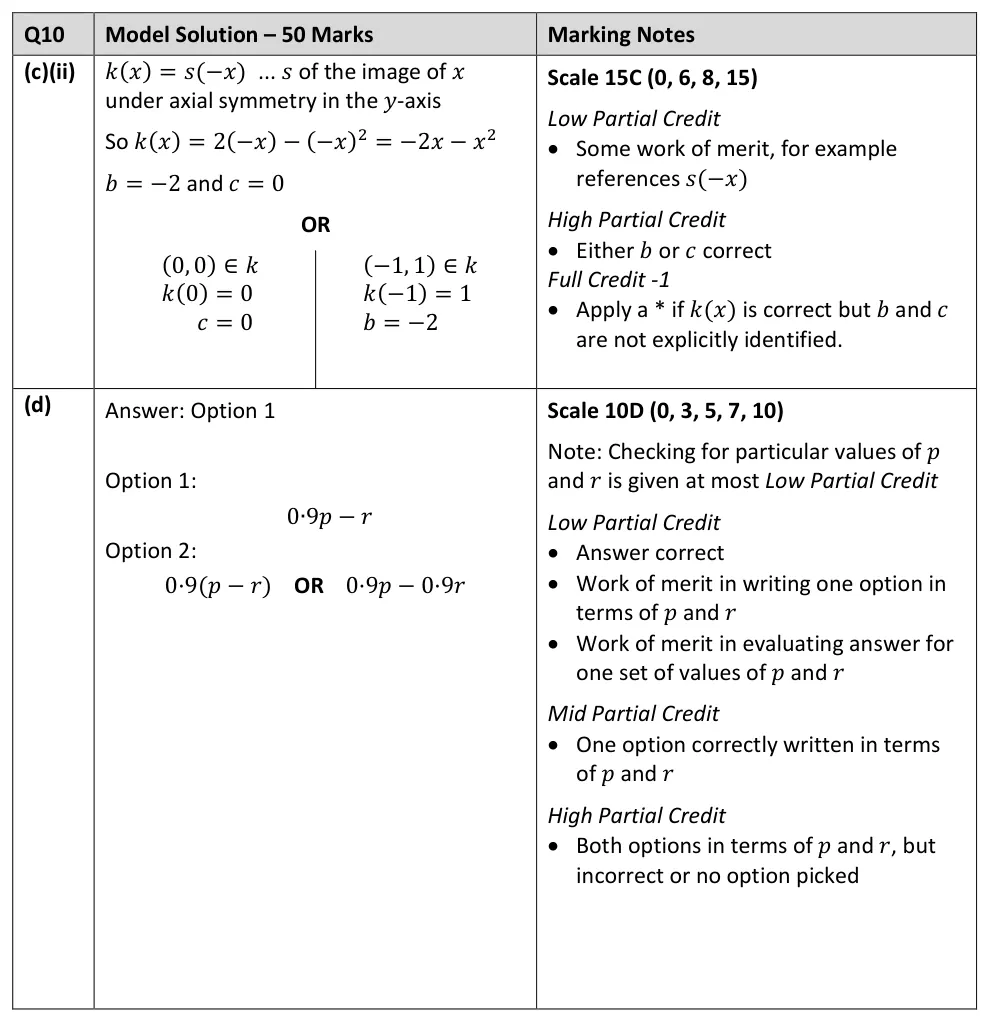 Q10 Model Solution – 50 Marks Marking Notes
(c)(ii)
k(x) = s(−x) ... s of the image of x
under axial symmetry in the y-axis
So k(x) = 2(−x) − (−x)² = −2x − x²
b = −2 and c = 0
OR
(0, 0) ∈ k
k(0) = 0
c = 0
(−1, 1) ∈ k
k(−1) = 1
b = −2
Scale 15C (0, 6, 8, 15)
Low Partial Credit
• Some work of merit, for example
references s(−x)
High Partial Credit
• Either b or c correct
Full Credit -1
• Apply a * if k(x) is correct but b and c
are not explicitly identified.
(d)
Answer: Option 1
Option 1:
0·9p − r
Option 2:
0·9(p − r) OR 0·9p − 0·9r
Scale 10D (0, 3, 5, 7, 10)
Note: Checking for particular values of p
and r is given at most Low Partial Credit
Low Partial Credit
• Answer correct
• Work of merit in writing one option in
terms of p and r
• Work of merit in evaluating answer for
one set of values of p and r
Mid Partial Credit
• One option correctly written in terms
of p and r
High Partial Credit
• Both options in terms of p and r, but
incorrect or no option picked